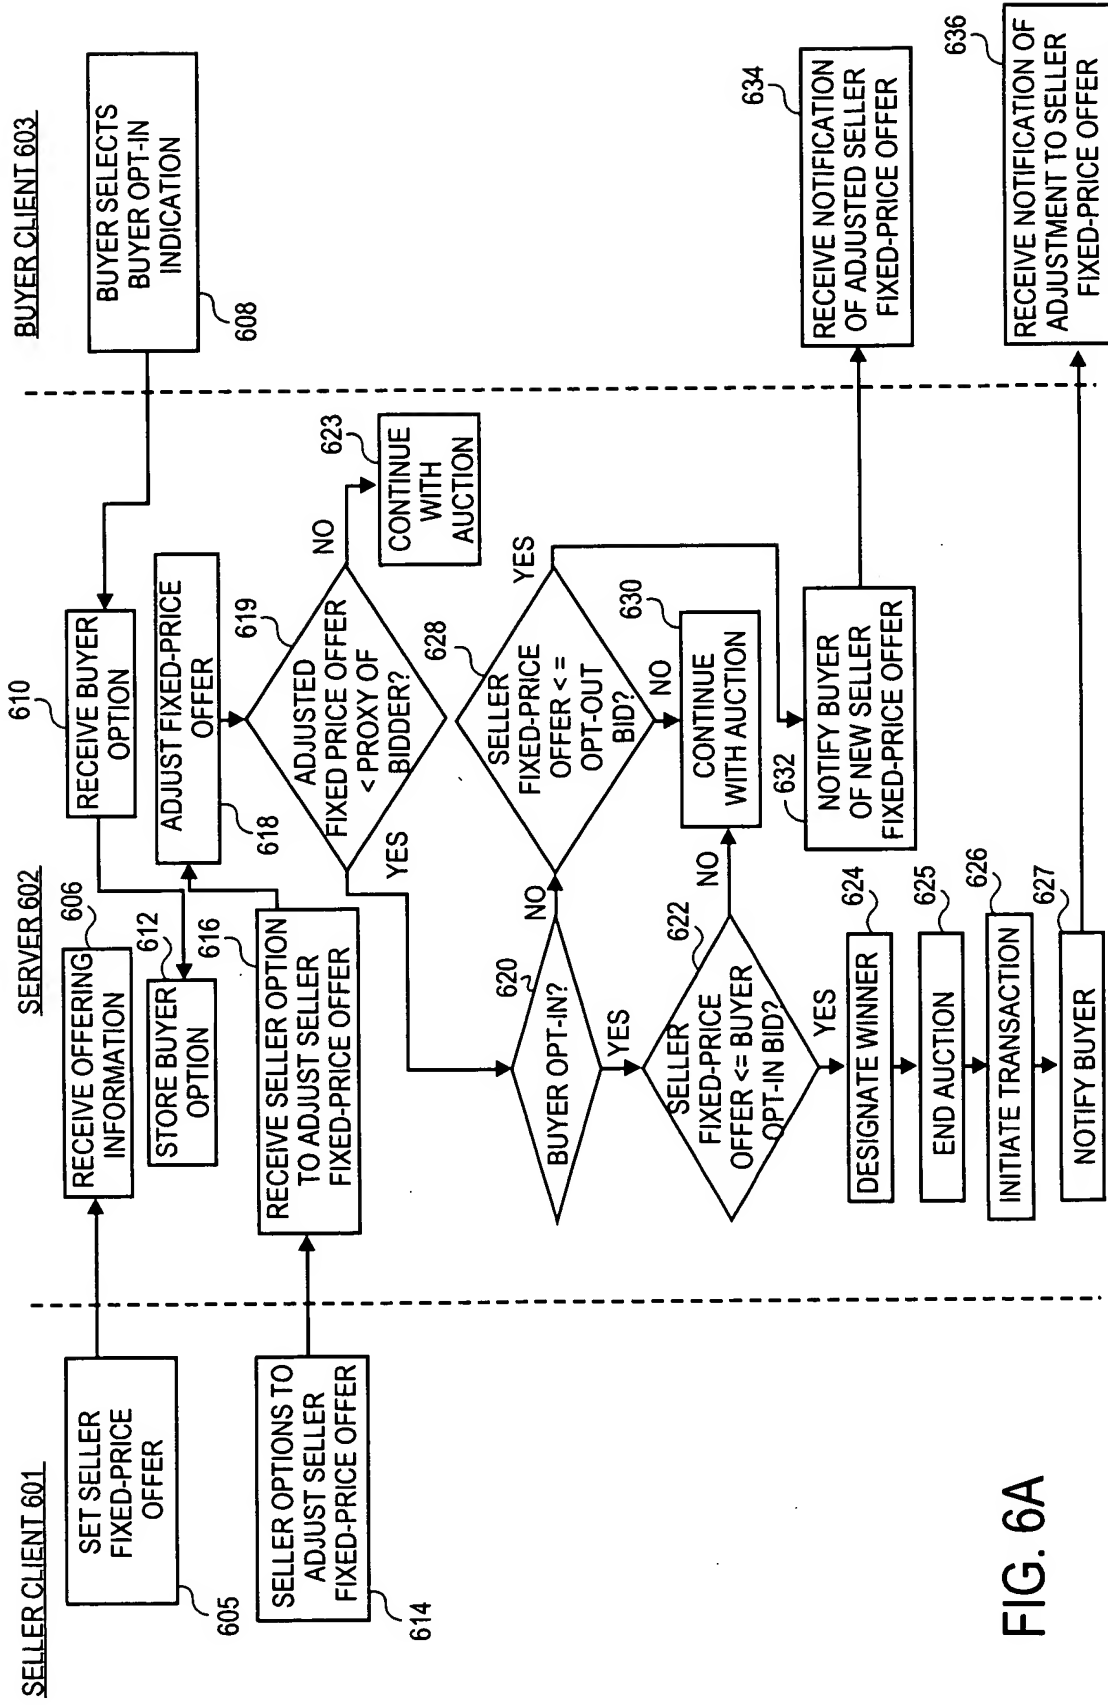 SELLER CLIENT 601
SERVER 602
BUYER CLIENT 603
SET SELLER
FIXED-PRICE
OFFER
605
RECEIVE OFFERING
INFORMATION
606
BUYER SELECTS
BUYER OPT-IN
INDICATION
608
RECEIVE BUYER
OPTION
610
STORE BUYER
OPTION
612
SELLER OPTIONS TO
ADJUST SELLER
FIXED-PRICE OFFER
614
RECEIVE SELLER OPTION
TO ADJUST SELLER
FIXED-PRICE OFFER
616
ADJUST FIXED-PRICE
OFFER
618
ADJUSTED
FIXED PRICE OFFER
< PROXY OF
BIDDER?
619
NO
YES
CONTINUE
WITH
AUCTION
623
BUYER OPT-IN?
620
NO
YES
SELLER
FIXED-PRICE
OFFER <=
OPT-OUT
BID?
628
YES
NO
SELLER
FIXED-PRICE
OFFER <= BUYER
OPT-IN BID?
622
NO
YES
CONTINUE
WITH AUCTION
630
DESIGNATE WINNER
624
END AUCTION
625
INITIATE TRANSACTION
626
NOTIFY BUYER
627
NOTIFY BUYER
OF NEW SELLER
FIXED-PRICE OFFER
632
RECEIVE NOTIFICATION
OF ADJUSTED SELLER
FIXED-PRICE OFFER
634
RECEIVE NOTIFICATION OF
ADJUSTMENT TO SELLER
FIXED-PRICE OFFER
636
FIG. 6A